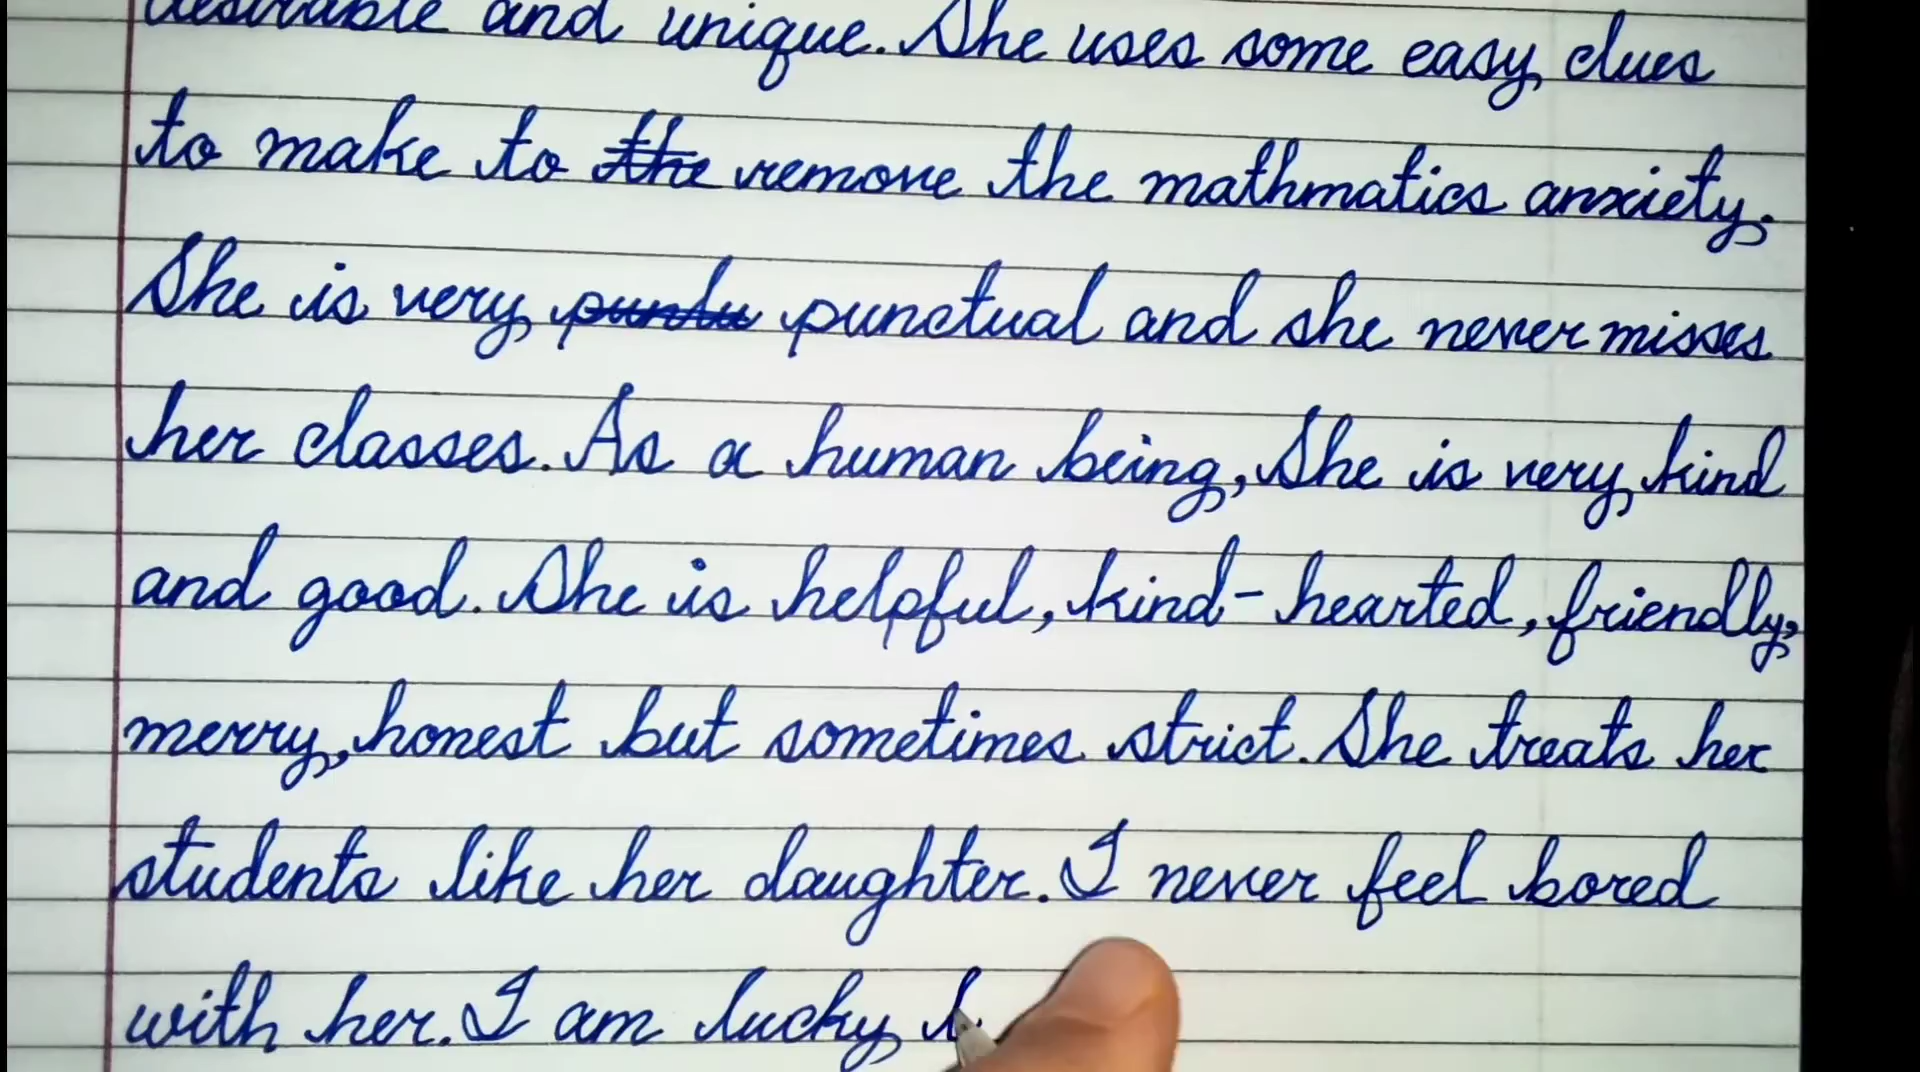 desirable and unique. She uses some easy clues
to make to the remove the mathmatics anxiety.
She is very puntu punctual and she never misses
her classes. As a human being, She is very kind
and good. She is helpful, kind-hearted, friendly,
merry, honest but sometimes strict. She treats her
students like her daughter. I never feel bored
with her. I am lucky